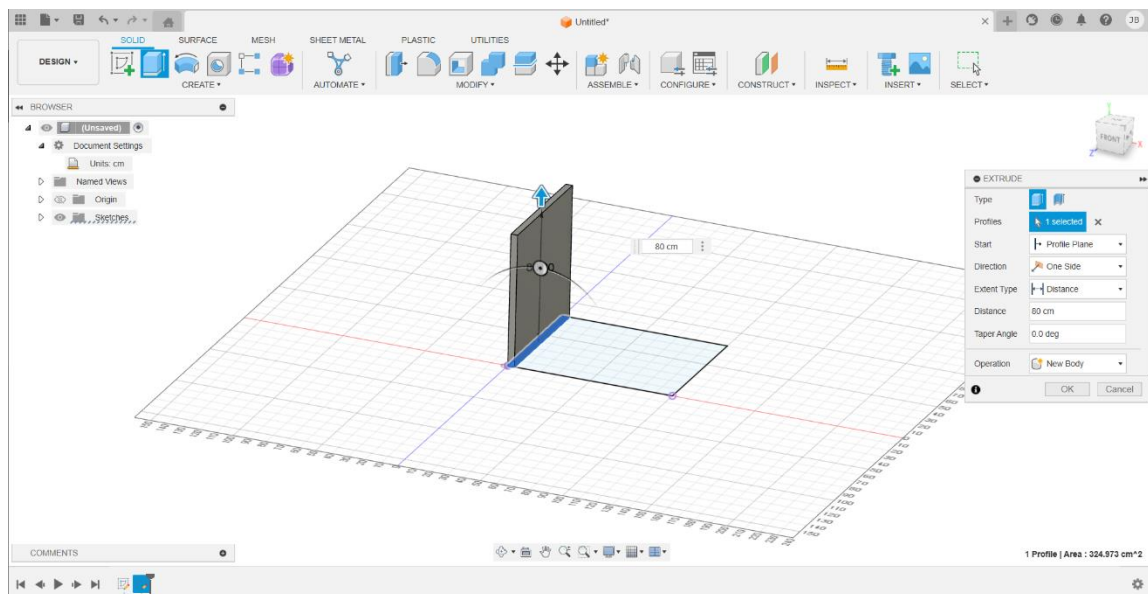 Untitled*
JB
DESIGN
SOLID
SURFACE
MESH
SHEET METAL
PLASTIC
UTILITIES
CREATE
AUTOMATE
MODIFY
ASSEMBLE
CONFIGURE
CONSTRUCT
INSPECT
INSERT
SELECT
BROWSER
(Unsaved)
Document Settings
Units: cm
Named Views
Origin
Sketches
FRONT
X
Z
80 cm
EXTRUDE
Type
Profiles 1 selected
Start Profile Plane
Direction One Side
Extent Type Distance
Distance 80 cm
Taper Angle 0.0 deg
Operation New Body
OK Cancel
COMMENTS
1 Profile | Area : 324.973 cm^2